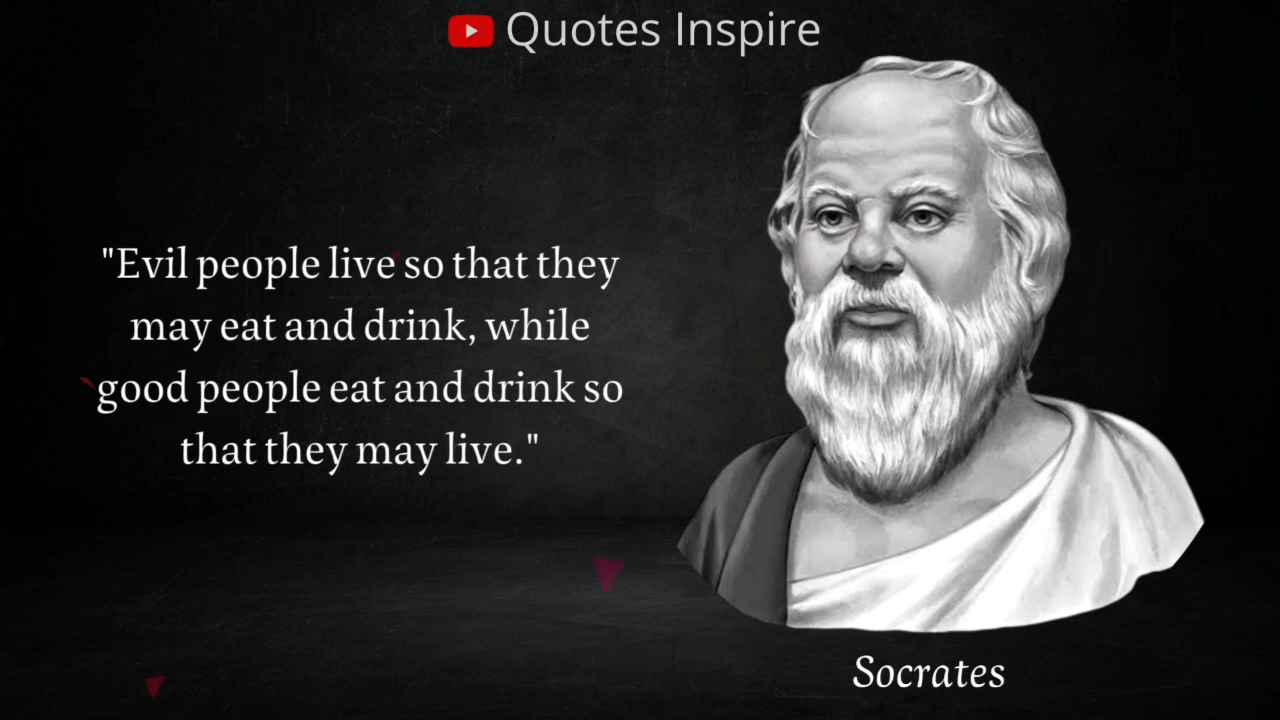 Quotes Inspire
"Evil people live so that they
may eat and drink, while
good people eat and drink so
that they may live."
Socrates